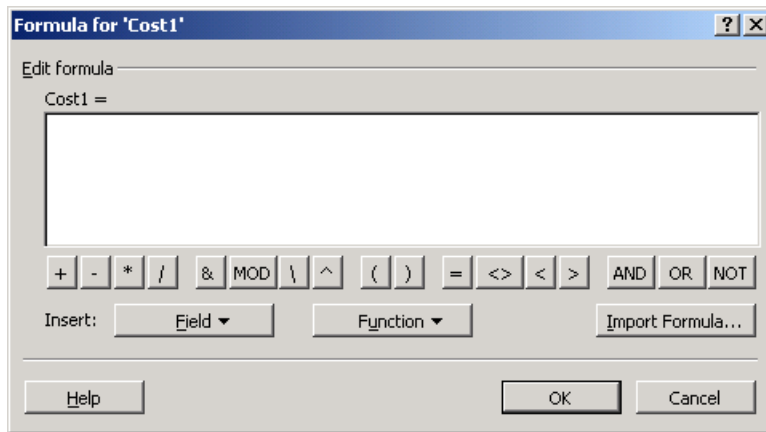 Formula for 'Cost1' ? X
Edit formula
Cost1 =
+ - * / & MOD \ ^ ( ) = <> < > AND OR NOT
Insert: Field Function Import Formula...
Help OK Cancel